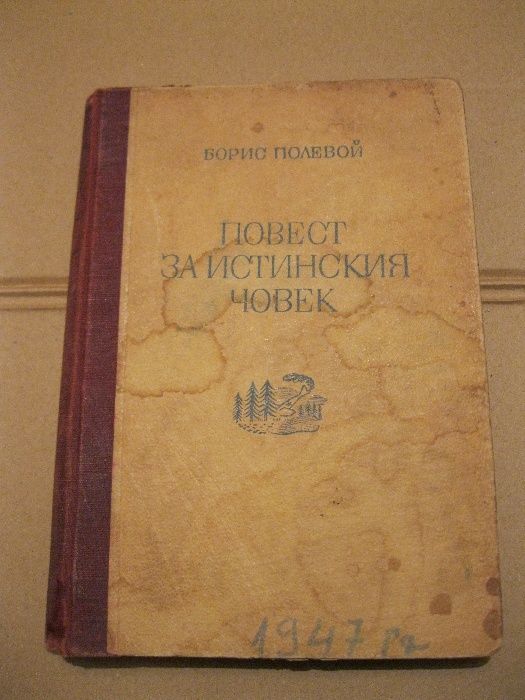 БОРИС ПОЛЕВОЙ
ПОВЕСТ
ЗА ИСТИНСКИЯ
ЧОВЕК
1947